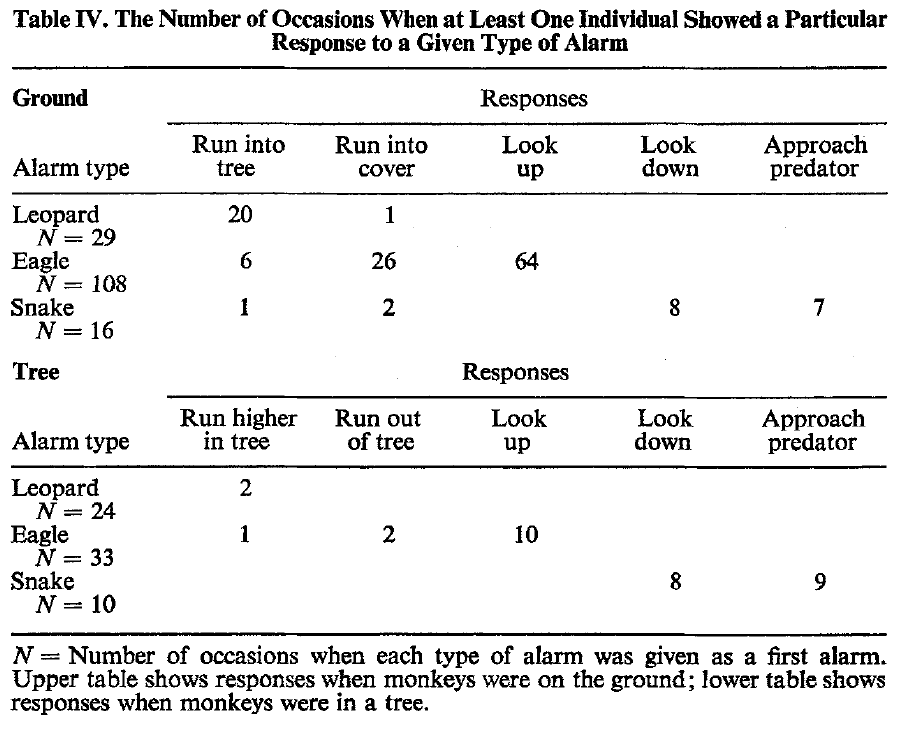 Table IV. The Number of Occasions When at Least One Individual Showed a Particular
Response to a Given Type of Alarm
Ground Responses
Run into Run into Look Look Approach
Alarm type tree cover up down predator
Leopard 20 1
N = 29
Eagle 6 26 64
N = 108
Snake 1 2 8 7
N = 16
Tree Responses
Run higher Run out Look Look Approach
Alarm type in tree of tree up down predator
Leopard 2
N = 24
Eagle 1 2 10
N = 33
Snake 8 9
N = 10
N = Number of occasions when each type of alarm was given as a first alarm.
Upper table shows responses when monkeys were on the ground; lower table shows
responses when monkeys were in a tree.